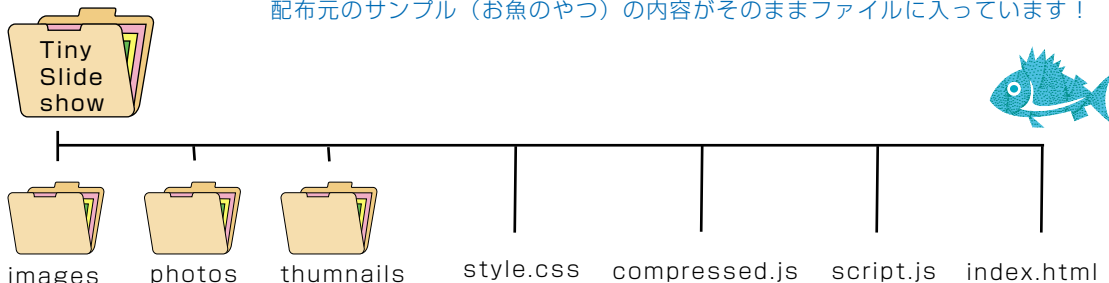 配布元のサンプル（お魚のやつ）の内容がそのままファイルに入っています！
Tiny
Slide
show
images
photos
thumnails
style.css
compressed.js
script.js
index.html